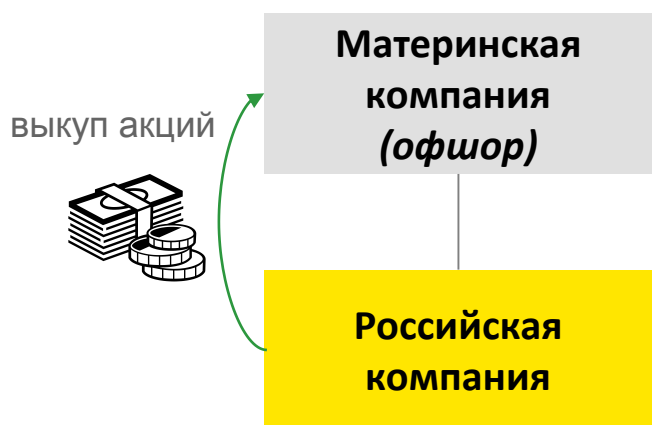 Материнская
компания
(офшор)
выкуп акций
Российская
компания